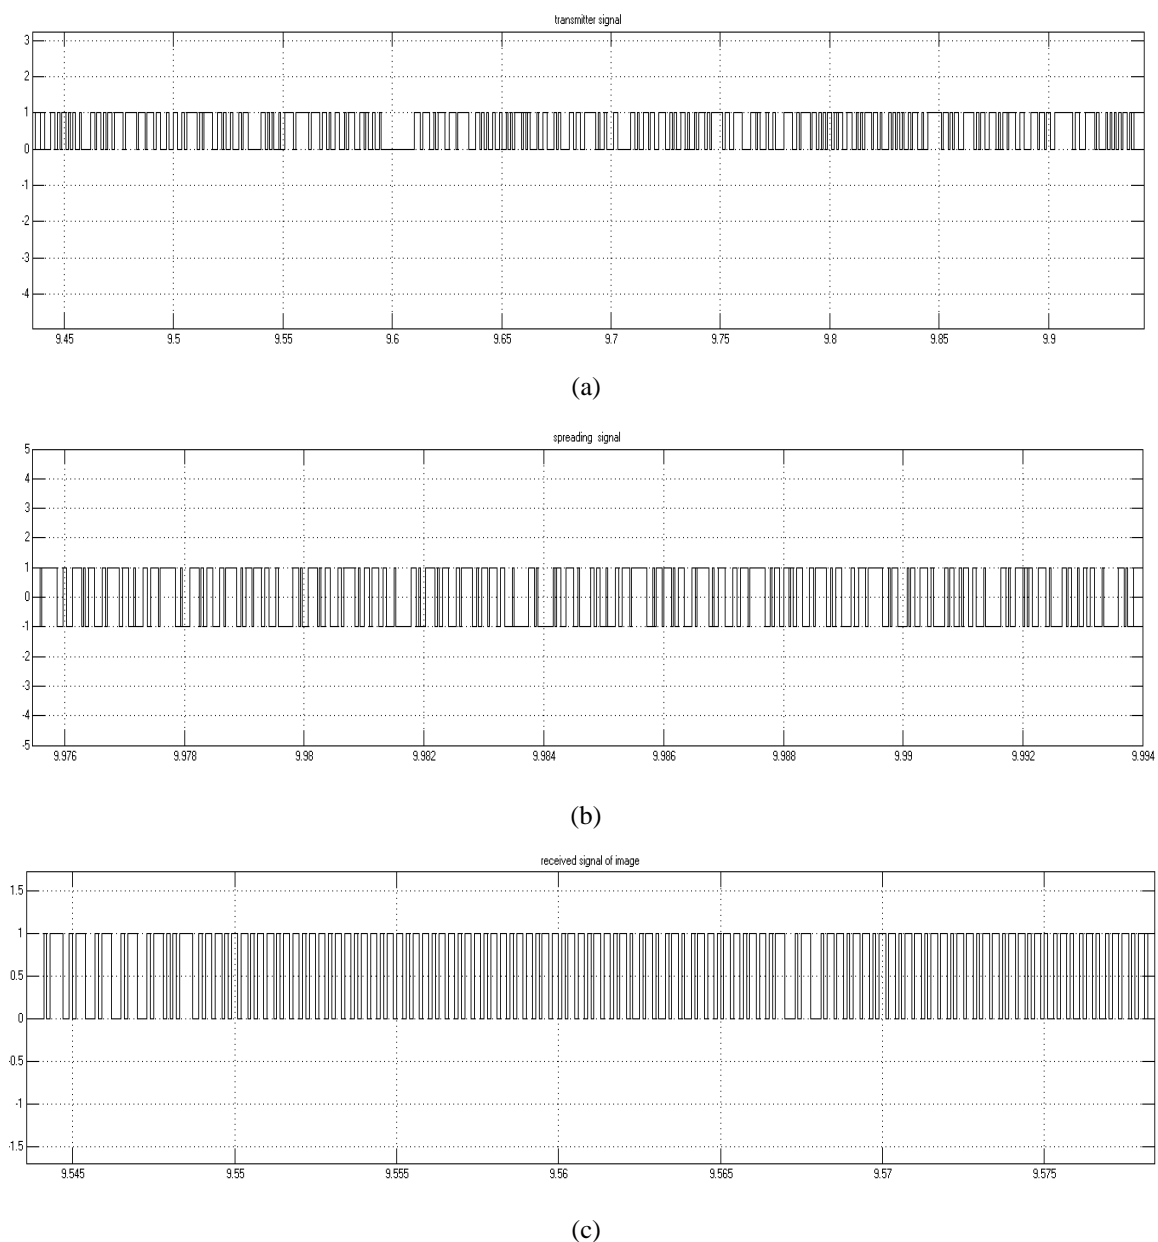 transmitter signal
3
2
1
0
-1
-2
-3
-4
9.45 9.5 9.55 9.6 9.65 9.7 9.75 9.8 9.85 9.9
(a)
spreading signal
5
4
3
2
1
0
-1
-2
-3
-4
-5
9.976 9.978 9.98 9.982 9.984 9.986 9.988 9.99 9.992 9.994
(b)
received signal of image
1.5
1
0.5
0
-0.5
-1
-1.5
9.545 9.55 9.555 9.56 9.565 9.57 9.575
(c)